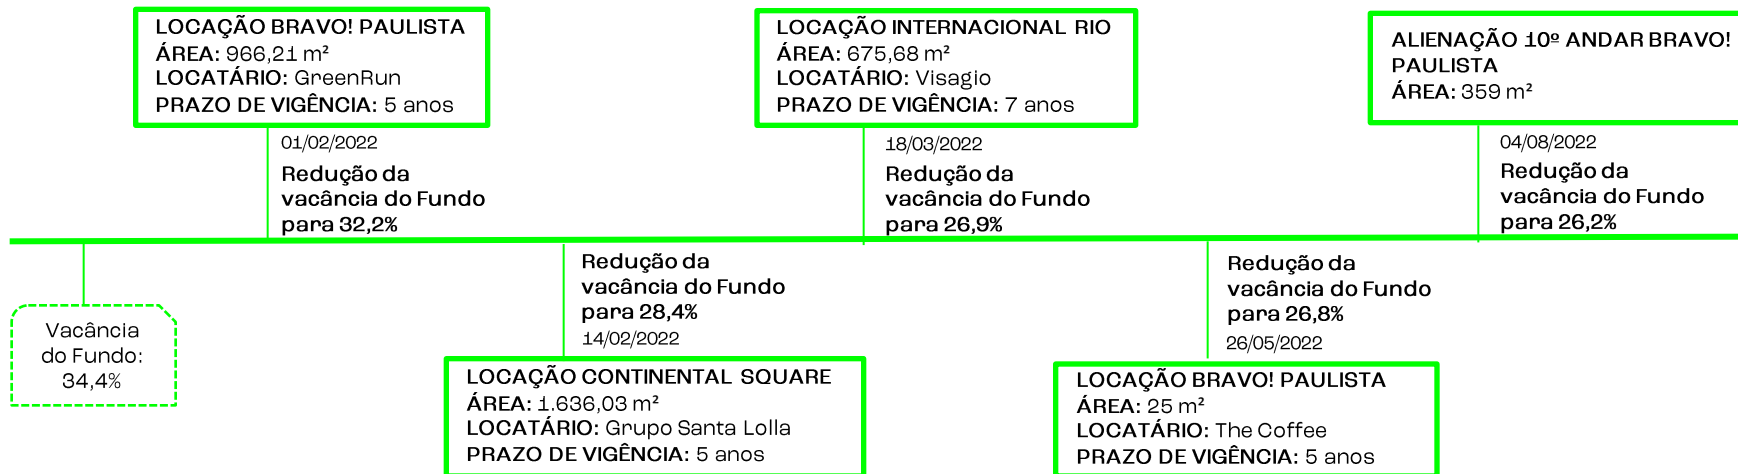 LOCAÇÃO BRAVO! PAULISTA
ÁREA: 966,21 m²
LOCATÁRIO: GreenRun
PRAZO DE VIGÊNCIA: 5 anos
01/02/2022
Redução da
vacância do Fundo
para 32,2%
LOCAÇÃO INTERNACIONAL RIO
ÁREA: 675,68 m²
LOCATÁRIO: Visagio
PRAZO DE VIGÊNCIA: 7 anos
18/03/2022
Redução da
vacância do Fundo
para 26,9%
ALIENAÇÃO 10º ANDAR BRAVO!
PAULISTA
ÁREA: 359 m²
04/08/2022
Redução da
vacância do Fundo
para 26,2%
Vacância
do Fundo:
34,4%
Redução da
vacância do Fundo
para 28,4%
14/02/2022
LOCAÇÃO CONTINENTAL SQUARE
ÁREA: 1.636,03 m²
LOCATÁRIO: Grupo Santa Lolla
PRAZO DE VIGÊNCIA: 5 anos
Redução da
vacância do Fundo
para 26,8%
26/05/2022
LOCAÇÃO BRAVO! PAULISTA
ÁREA: 25 m²
LOCATÁRIO: The Coffee
PRAZO DE VIGÊNCIA: 5 anos